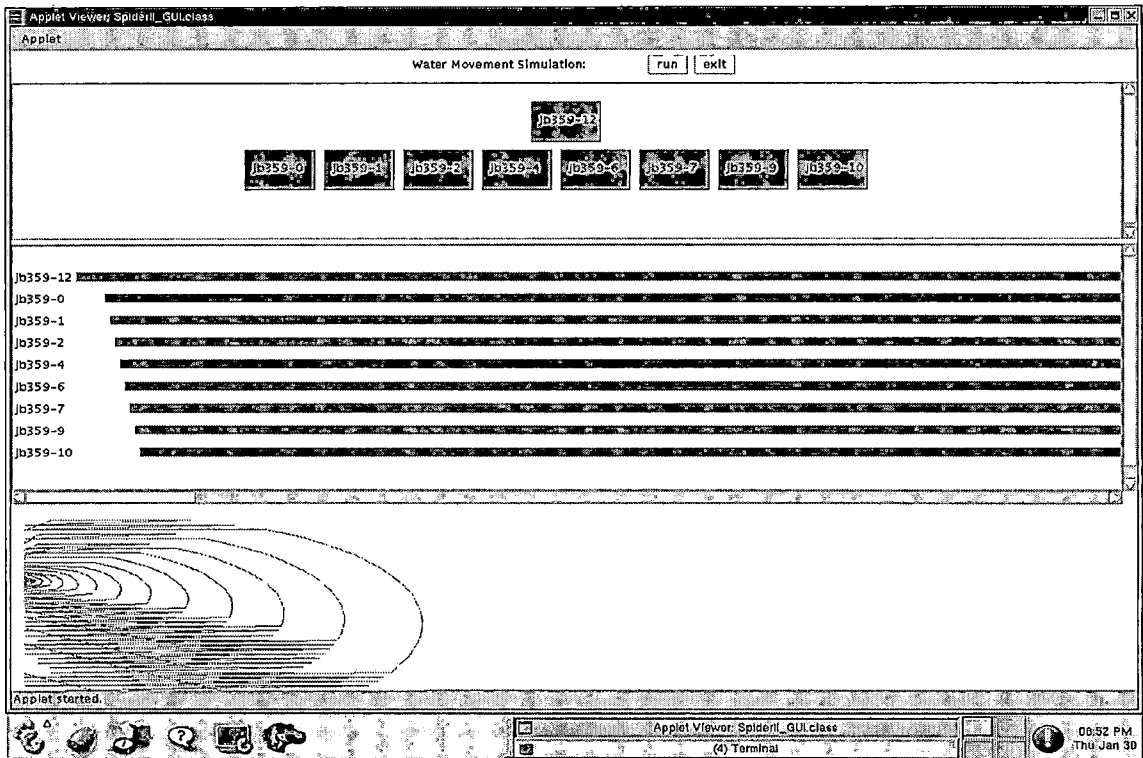 Applet Viewer: SpiderII_GUI.class
Applet
Water Movement Simulation: run exit
jb359-12
jb359-0 jb359-1 jb359-2 jb359-4 jb359-6 jb359-7 jb359-9 jb359-10
jb359-12
jb359-0
jb359-1
jb359-2
jb359-4
jb359-6
jb359-7
jb359-9
jb359-10
Applet started.
Applet Viewer: SpiderII_GUI.class
(4) Terminal
06:52 PM
Thu Jan 30